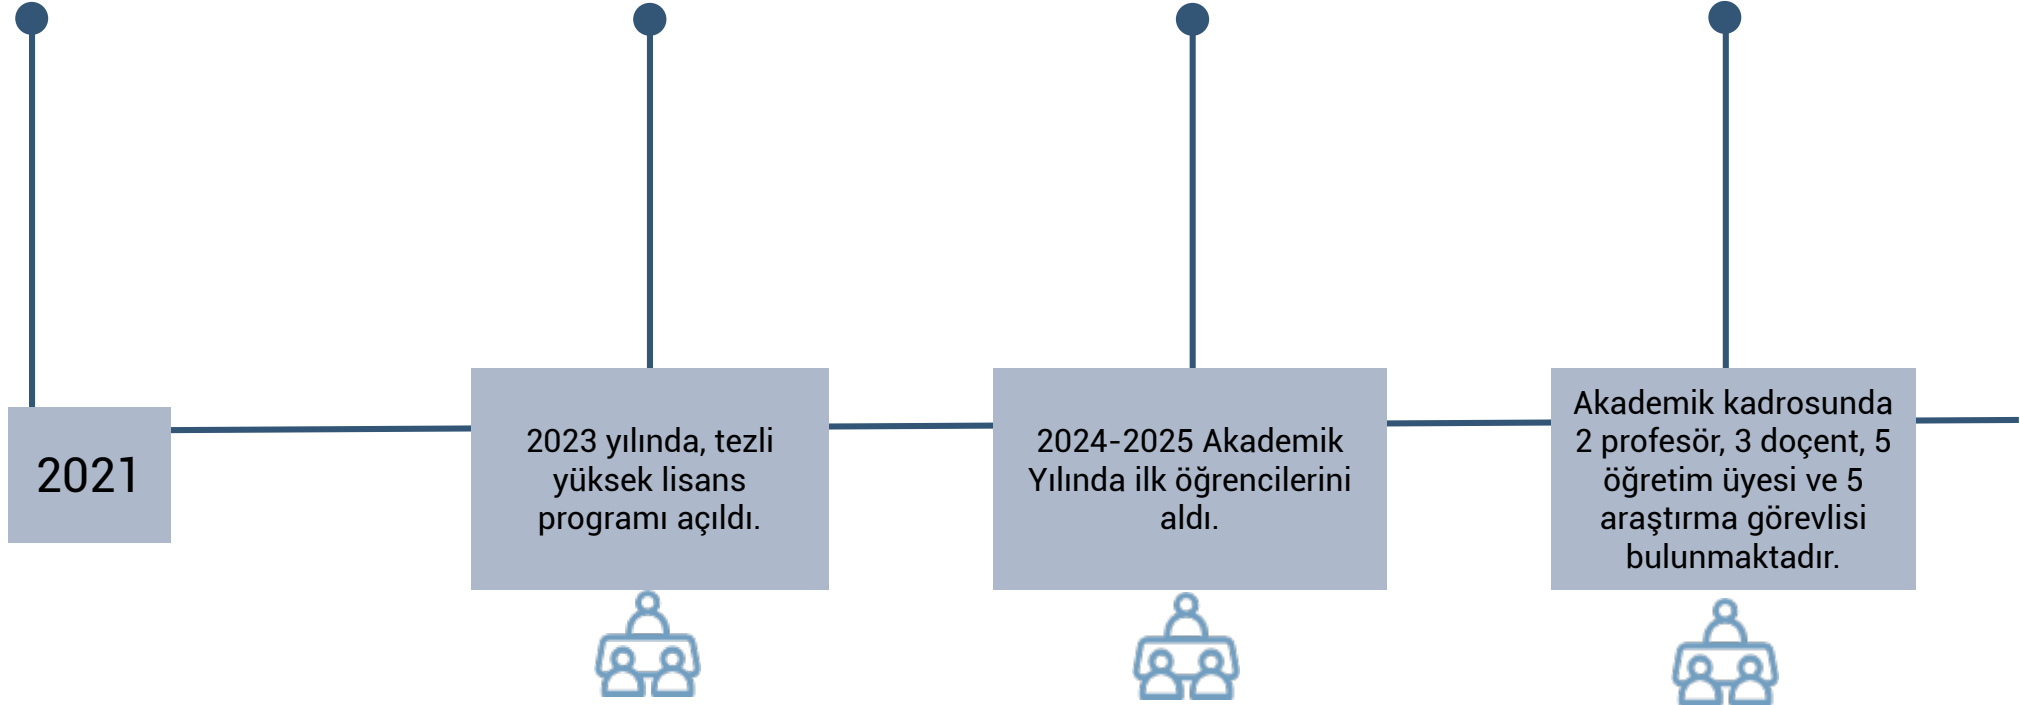 2021
2023 yılında, tezli
yüksek lisans
programı açıldı.
2024-2025 Akademik
Yılında ilk öğrencilerini
aldı.
Akademik kadrosunda
2 profesör, 3 doçent, 5
öğretim üyesi ve 5
araştırma görevlisi
bulunmaktadır.